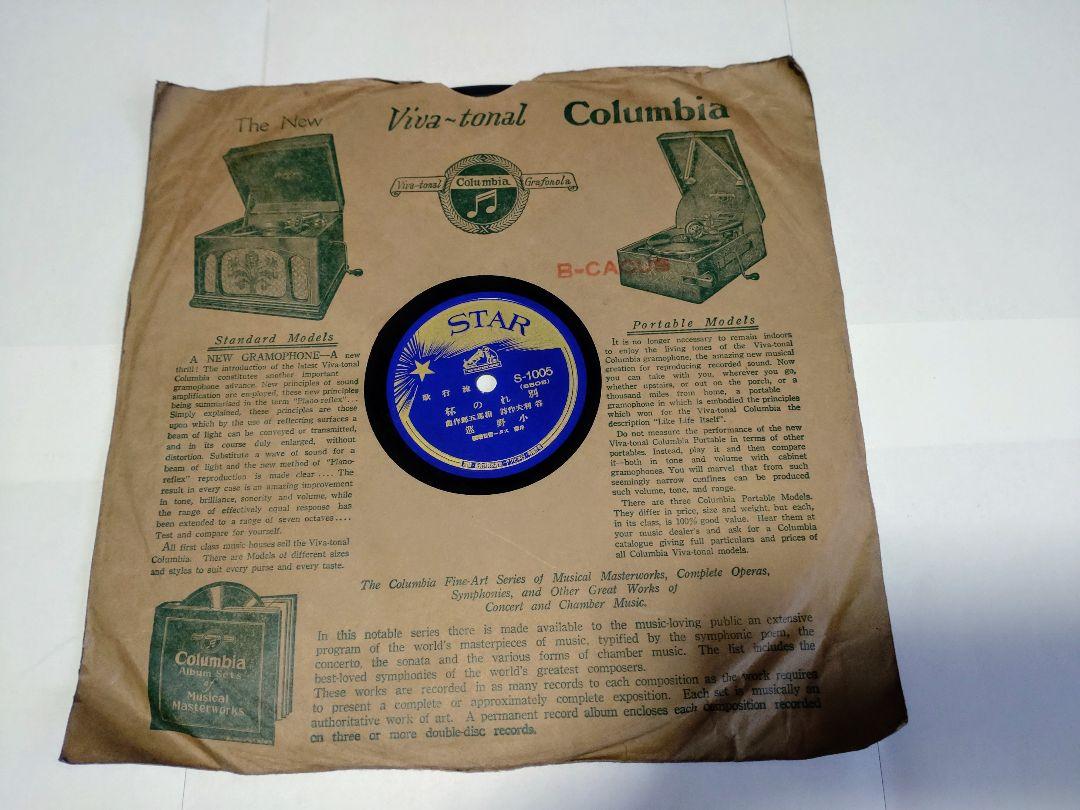 The New Viva-tonal Columbia
Viva-tonal Columbia Grafonola
B-CACUS
Standard Models
A NEW GRAMOPHONE—A new
thrill! The introduction of the latest Viva-tonal
Columbia constitutes another important
gramophone advance. New principles of sound
amplification are employed, these new principles
being summarised in the term "Plano-reflex"...
Simply explained, these principles are those
upon which by the use of reflecting surfaces a
beam of light can be conveyed or transmitted,
and in its course duly enlarged, without
distortion. Substitute a wave of sound for a
beam of light and the new method of "Plano-
reflex" reproduction is made clear .... The
result in every case is an amazing improvement
in tone, brilliance, sonority and volume, while
the range of effectively equal response has
been extended to a range of seven octaves....
Test and compare for yourself.
All first class music houses sell the Viva-tonal
Columbia. There are Models of different sizes
and styles to suit every purse and every taste.
STAR
S-1005
流行歌
別れの杯
小野巡
Portable Models
It is no longer necessary to remain indoors
to enjoy the living tones of the Viva-tonal
Columbia gramophone, the amazing new musical
creation for reproducing recorded sound. Now
you can take with you, wherever you go,
whether upstairs, or out on the porch, or a
thousand miles from home, a portable
gramophone in which is embodied the principles
which won for the Viva-tonal Columbia the
description "Like Life Itself".
Do not measure the performance of the new
Viva-tonal Columbia Portable in terms of other
portables. Instead, play it and then compare
it—both in tone and volume with cabinet
gramophones. You will marvel that from such
seemingly narrow confines can be produced
such volume, tone, and range.
There are three Columbia Portable Models.
They differ in price, size and weight, but each,
in its class, is 100% good value. Hear them at
your music dealer's and ask for a Columbia
catalogue giving full particulars and prices of
all Columbia Viva-tonal models.
The Columbia Fine-Art Series of Musical Masterworks, Complete Operas,
Symphonies, and Other Great Works of
Concert and Chamber Music.
Columbia
Album Sets
Musical
Masterworks
In this notable series there is made available to the music-loving public an extensive
program of the world's masterpieces of music, typified by the symphonic poem, the
concerto, the sonata and the various forms of chamber music. The list includes the
best-loved symphonies of the world's greatest composers.
These works are recorded in as many records to each composition as the work requires
to present a complete or approximately complete exposition. Each set is musically an
authoritative work of art. A permanent record album encloses each composition recorded
on three or more double-disc records.